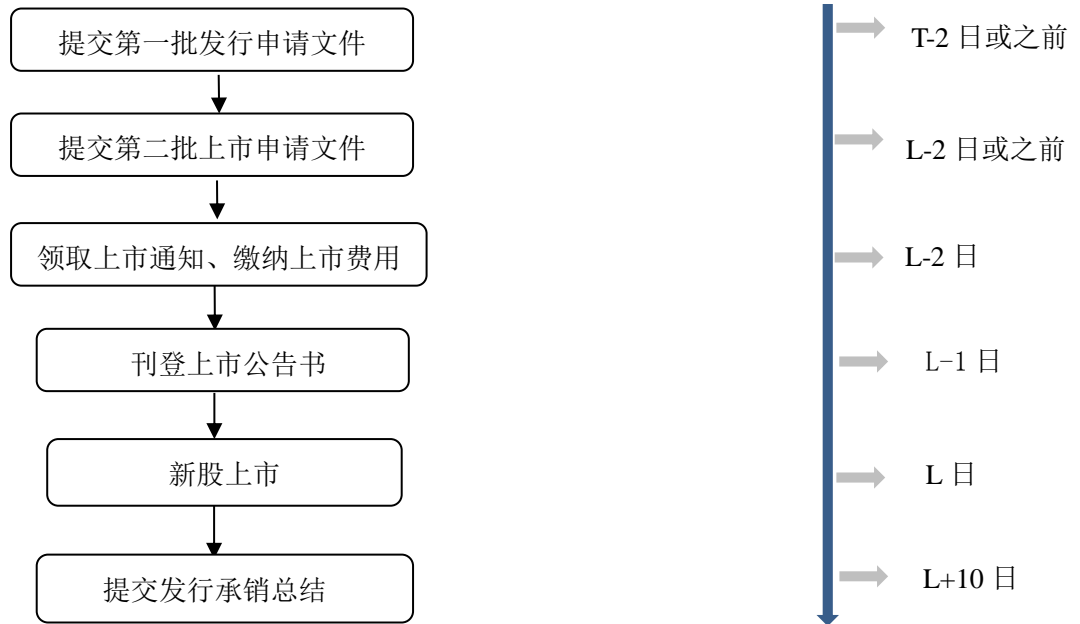 提交第一批发行申请文件
T-2 日或之前
提交第二批上市申请文件
L-2 日或之前
领取上市通知、缴纳上市费用
L-2 日
刊登上市公告书
L-1 日
新股上市
L 日
提交发行承销总结
L+10 日